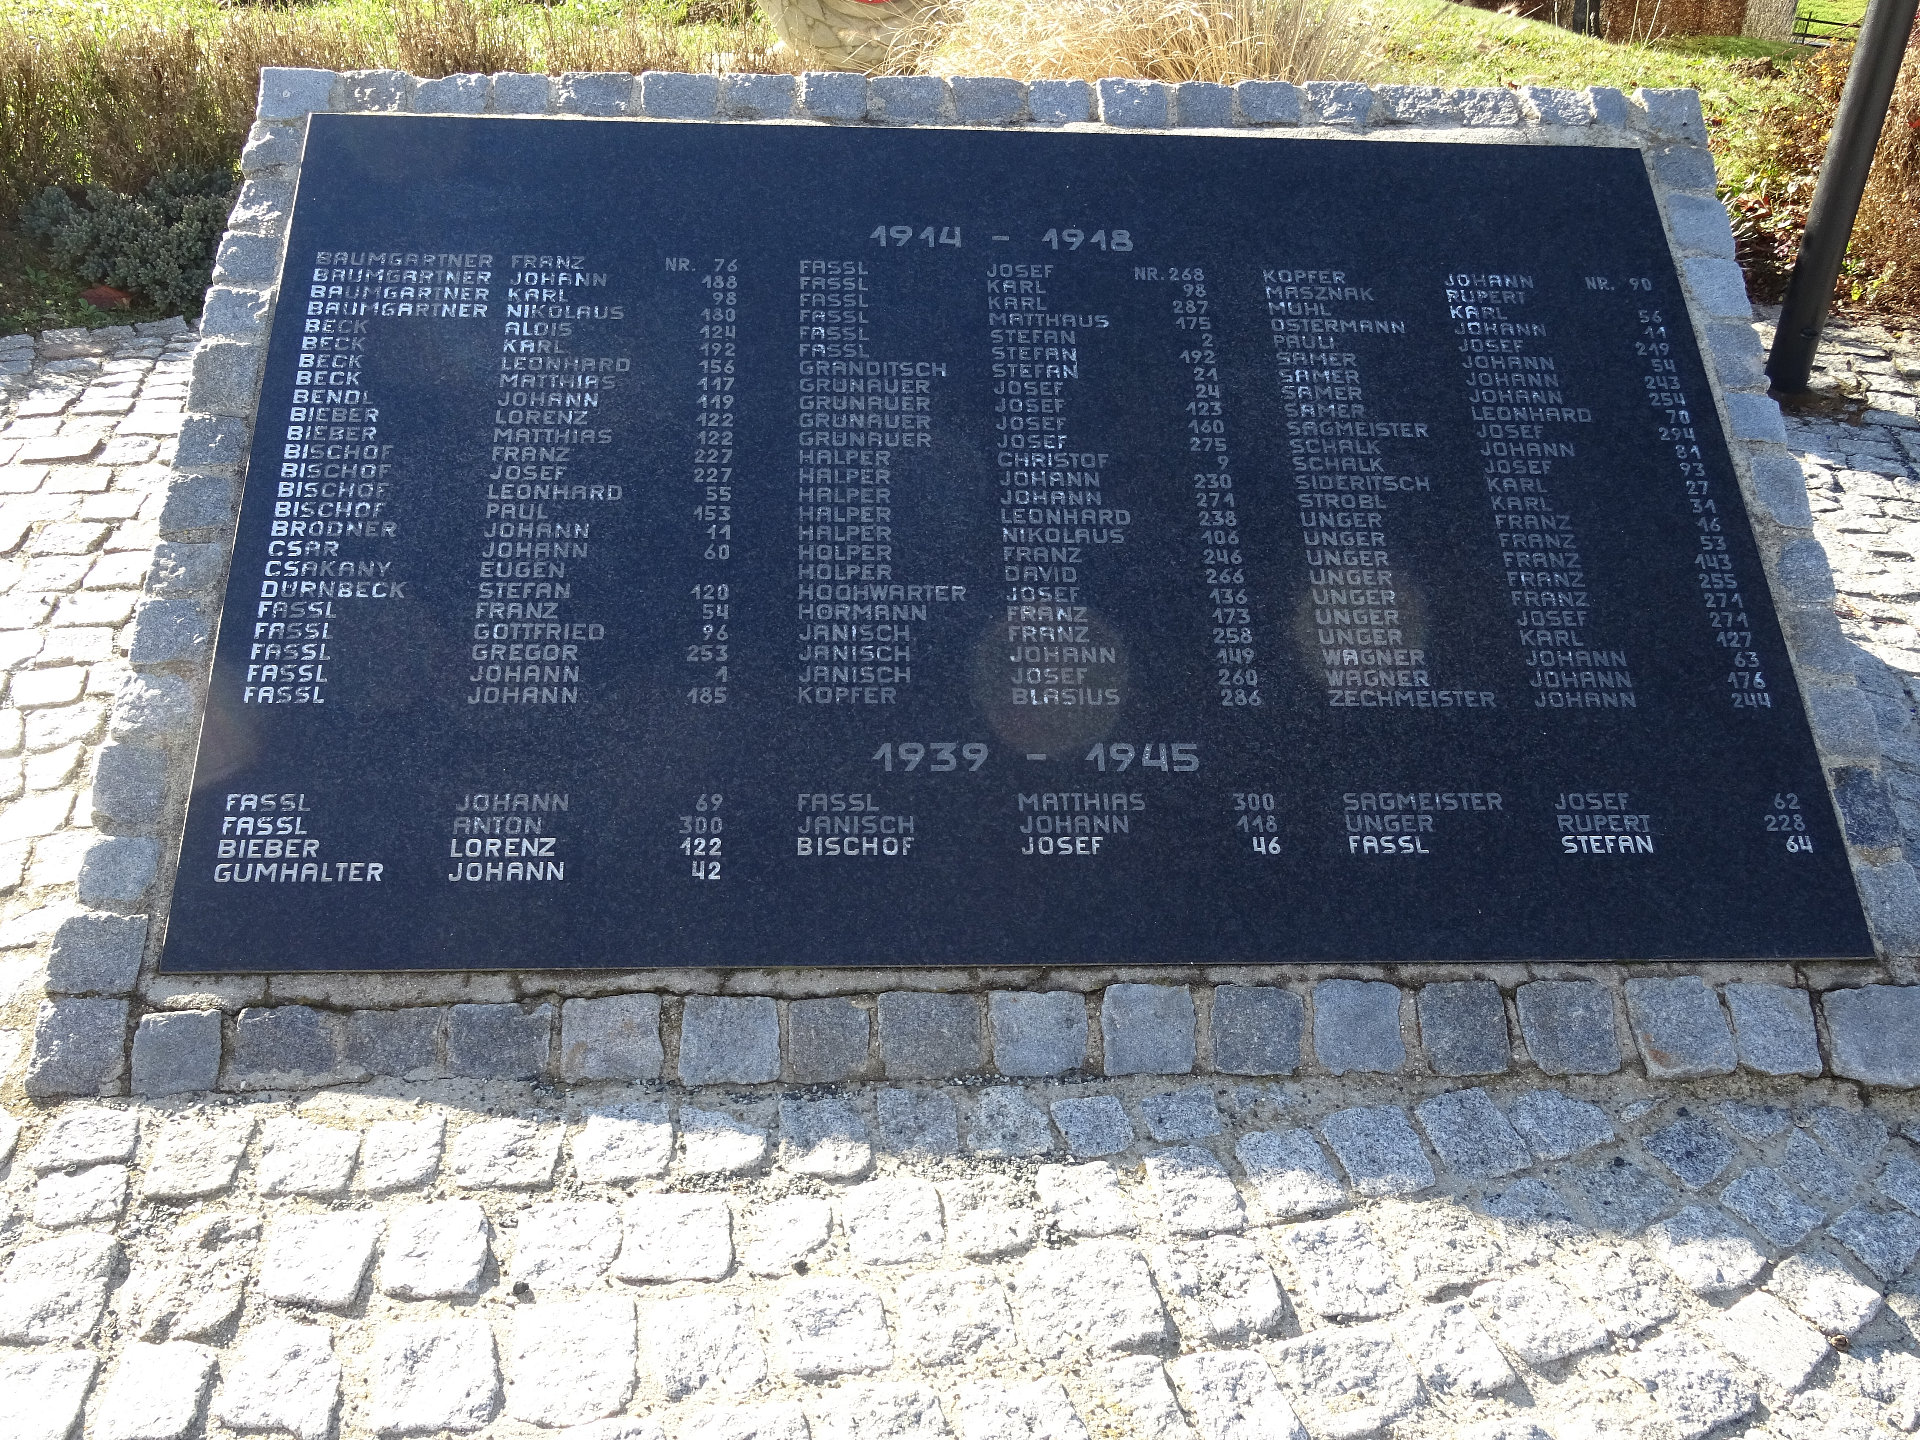 1914 - 1918
BAUMGARTNER FRANZ NR. 76
BAUMGARTNER JOHANN 188
BAUMGARTNER KARL 98
BAUMGARTNER NIKOLAUS 180
BECK ALOIS 124
BECK KARL 192
BECK LEONHARD 156
BECK MATTHIAS 117
BENDL JOHANN 119
BIEBER LORENZ 122
BIEBER MATTHIAS 122
BISCHOF FRANZ 227
BISCHOF JOSEF 227
BISCHOF LEONHARD 55
BISCHOF PAUL 153
BRODNER JOHANN 11
CSAR JOHANN 60
CSAKANY EUGEN
DÜRNBECK STEFAN 120
FASSL FRANZ 54
FASSL GOTTFRIED 96
FASSL GREGOR 253
FASSL JOHANN 1
FASSL JOHANN 185
FASSL JOSEF NR. 268
FASSL KARL 98
FASSL KARL 287
FASSL MATTHÄUS 175
FASSL STEFAN 2
FASSL STEFAN 192
GRANDITSCH STEFAN 21
GRÜNAUER JOSEF 24
GRÜNAUER JOSEF 123
GRÜNAUER JOSEF 160
GRÜNAUER JOSEF 275
HALPER CHRISTOF 9
HALPER JOHANN 230
HALPER JOHANN 271
HALPER LEONHARD 238
HALPER NIKOLAUS 106
HOLPER FRANZ 246
HOLPER DAVID 266
HOCHWARTER JOSEF 136
HORMANN FRANZ 173
JANISCH FRANZ 258
JANISCH JOHANN 149
JANISCH JOSEF 260
KOPFER BLASIUS 286
KOPFER JOHANN NR. 90
MASZNAK RUPERT
MÜHL KARL 56
OSTERMANN JOHANN 11
PAULI JOSEF 219
SAMER JOHANN 54
SAMER JOHANN 243
SAMER JOHANN 254
SAMER LEONHARD 70
SAGMEISTER JOSEF 294
SCHALK JOHANN 81
SCHALK JOSEF 93
SIDERITSCH KARL 27
STROBL KARL 31
UNGER FRANZ 16
UNGER FRANZ 53
UNGER FRANZ 143
UNGER FRANZ 255
UNGER FRANZ 271
UNGER JOSEF 271
UNGER KARL 127
WAGNER JOHANN 63
WAGNER JOHANN 176
ZECHMEISTER JOHANN 244
1939 - 1945
FASSL JOHANN 69
FASSL ANTON 300
BIEBER LORENZ 122
GUMHALTER JOHANN 42
FASSL MATTHIAS 300
JANISCH JOHANN 118
BISCHOF JOSEF 46
SAGMEISTER JOSEF 62
UNGER RUPERT 228
FASSL STEFAN 64